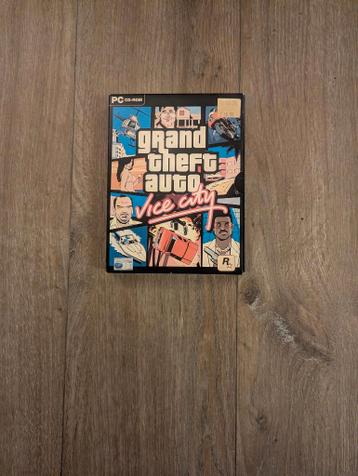 PC CD-ROM
grand
theft
auto
Vice City
R